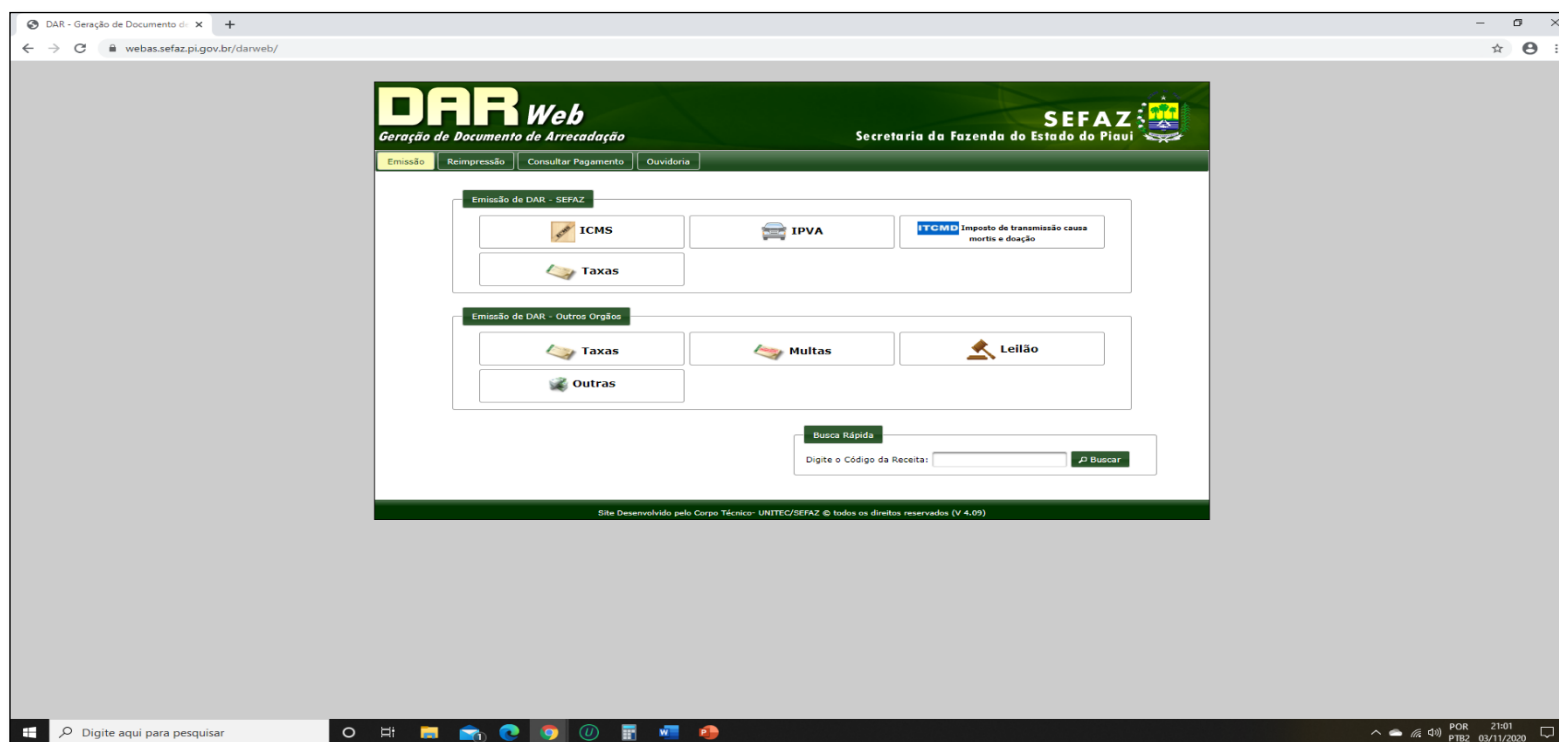 DAR - Geração de Documento d
webas.sefaz.pi.gov.br/darweb/
DAR Web
Geração de Documento de Arrecadação
SEFAZ
Secretaria da Fazenda do Estado do Piauí
Emissão Reimpressão Consultar Pagamento Ouvidoria
Emissão de DAR - SEFAZ
ICMS IPVA ITCMD Imposto de transmissão causa
mortis e doação
Taxas
Emissão de DAR - Outros Orgãos
Taxas Multas Leilão
Outras
Busca Rápida
Digite o Código da Receita: Buscar
Site Desenvolvido pelo Corpo Técnico- UNITEC/SEFAZ © todos os direitos reservados (V 4.09)
Digite aqui para pesquisar
POR 21:01
PTB2 03/11/2020